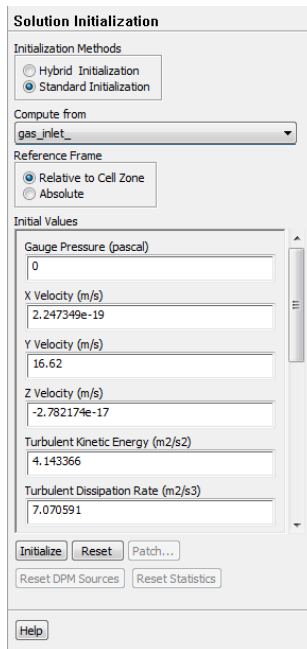 Solution Initialization
Initialization Methods
Hybrid Initialization
Standard Initialization
Compute from
gas_inlet_
Reference Frame
Relative to Cell Zone
Absolute
Initial Values
Gauge Pressure (pascal)
0
X Velocity (m/s)
2.247349e-19
Y Velocity (m/s)
16.62
Z Velocity (m/s)
-2.782174e-17
Turbulent Kinetic Energy (m2/s2)
4.143366
Turbulent Dissipation Rate (m2/s3)
7.070591
Initialize Reset Patch...
Reset DPM Sources Reset Statistics
Help